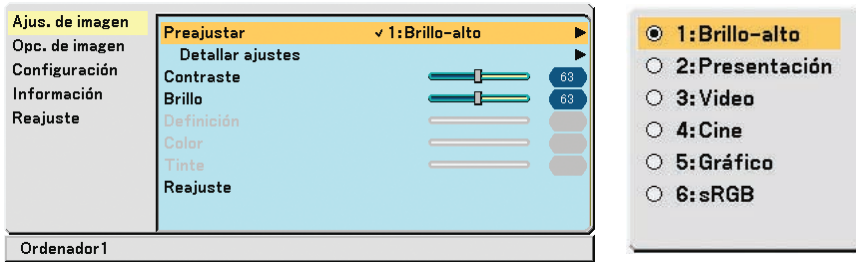 Ajus. de imagen
Opc. de imagen
Configuración
Información
Reajuste
Preajustar ✓ 1:Brillo-alto
Detallar ajustes
Contraste 63
Brillo 63
Definición
Color
Tinte
Reajuste
Ordenador1
1:Brillo-alto
2:Presentación
3:Video
4:Cine
5:Gráfico
6:sRGB